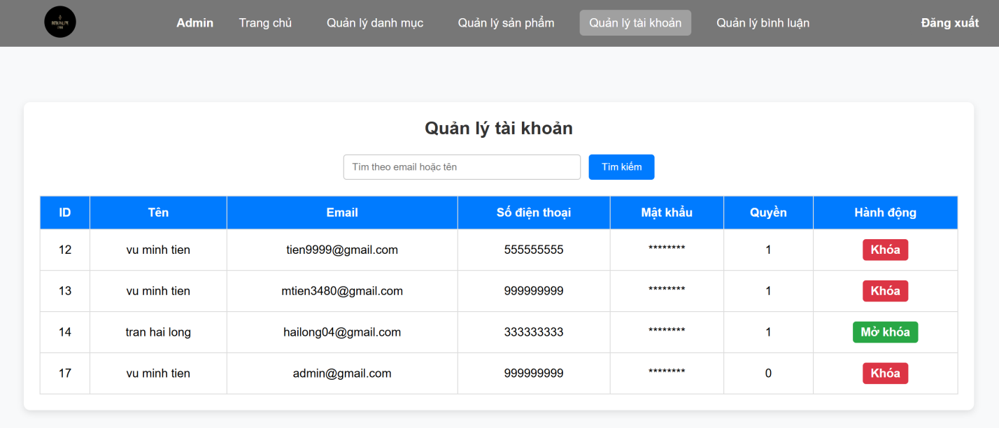 Admin Trang chủ Quản lý danh mục Quản lý sản phẩm Quản lý tài khoản Quản lý bình luận Đăng xuất
Quản lý tài khoản
Tìm theo email hoặc tên Tìm kiếm
ID Tên Email Số điện thoại Mật khẩu Quyền Hành động
12 vu minh tien tien9999@gmail.com 555555555 ******** 1 Khóa
13 vu minh tien mtien3480@gmail.com 999999999 ******** 1 Khóa
14 tran hai long hailong04@gmail.com 333333333 ******** 1 Mở khóa
17 vu minh tien admin@gmail.com 999999999 ******** 0 Khóa